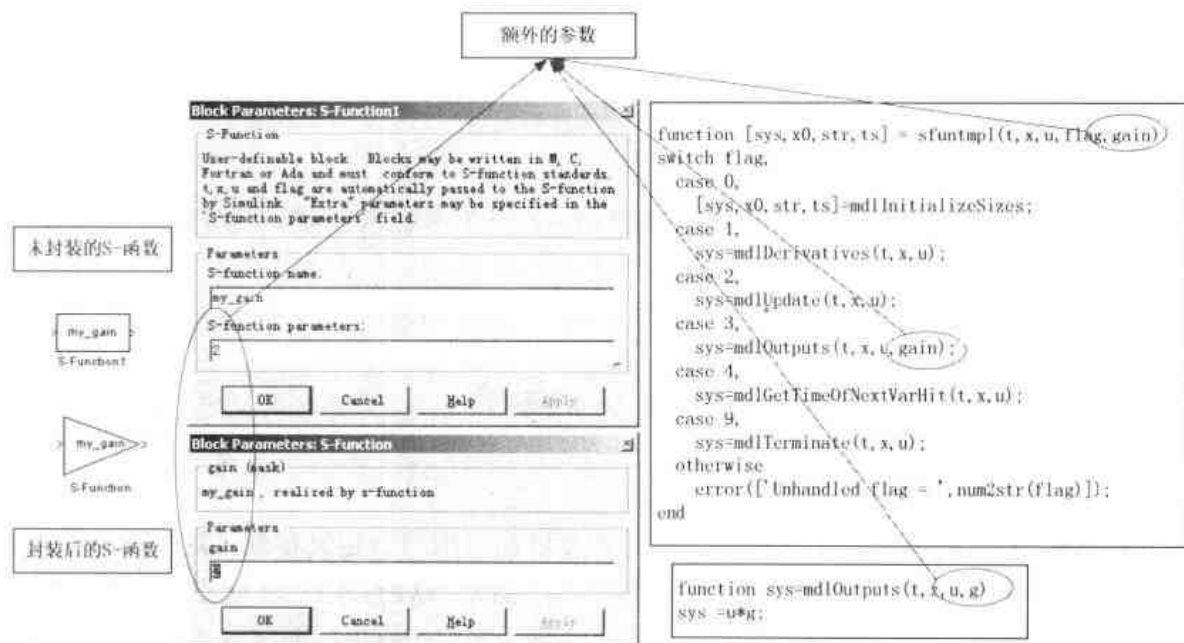 额外的参数
Block Parameters: S-Function1
S-Function
User-definable block. Blocks may be written in M, C,
Fortran or Ada and must conform to S-function standards.
t,x,u and flag are automatically passed to the S-function
by Simulink. "Extra" parameters may be specified in the
'S-function parameters' field.
Parameters
S-function name:
my_gain
S-function parameters:
OK
Cancel
Help
Apply
未封装的S-函数
my_gain
S-Function1
my_gain
S-Function
封装后的S-函数
Block Parameters: S-Function
gain (mask)
my_gain, realized by s-function
Parameters
gain
OK
Cancel
Help
Apply
function [sys,x0,str,ts] = sfuntmpl(t,x,u,flag,gain)
switch flag,
case 0,
[sys,x0,str,ts]=mdlInitializeSizes;
case 1,
sys=mdlDerivatives(t,x,u);
case 2,
sys=mdlUpdate(t,x,u);
case 3,
sys=mdlOutputs(t,x,u,gain);
case 4,
sys=mdlGetTimeOfNextVarHit(t,x,u);
case 9,
sys=mdlTerminate(t,x,u);
otherwise
error(['Unhandled flag = ',num2str(flag)]);
end
function sys=mdlOutputs(t,x,u,g)
sys =u*g;